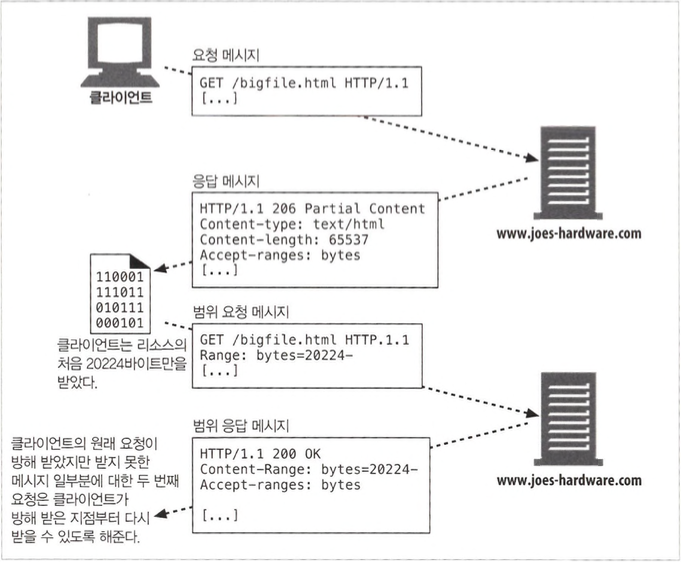 요청 메시지
GET /bigfile.html HTTP/1.1
[...]
클라이언트
응답 메시지
HTTP/1.1 206 Partial Content
Content-type: text/html
Content-length: 65537
Accept-ranges: bytes
[...]
www.joes-hardware.com
110001
111011
010111
000101
클라이언트는 리소스의
처음 20224바이트만을
받았다.
범위 요청 메시지
GET /bigfile.html HTTP.1.1
Range: bytes=20224-
[...]
범위 응답 메시지
HTTP/1.1 200 OK
Content-Range: bytes=20224-
Accept-ranges: bytes
[...]
www.joes-hardware.com
클라이언트의 원래 요청이
방해 받았지만 받지 못한
메시지 일부분에 대한 두 번째
요청은 클라이언트가
방해 받은 지점부터 다시
받을 수 있도록 해준다.